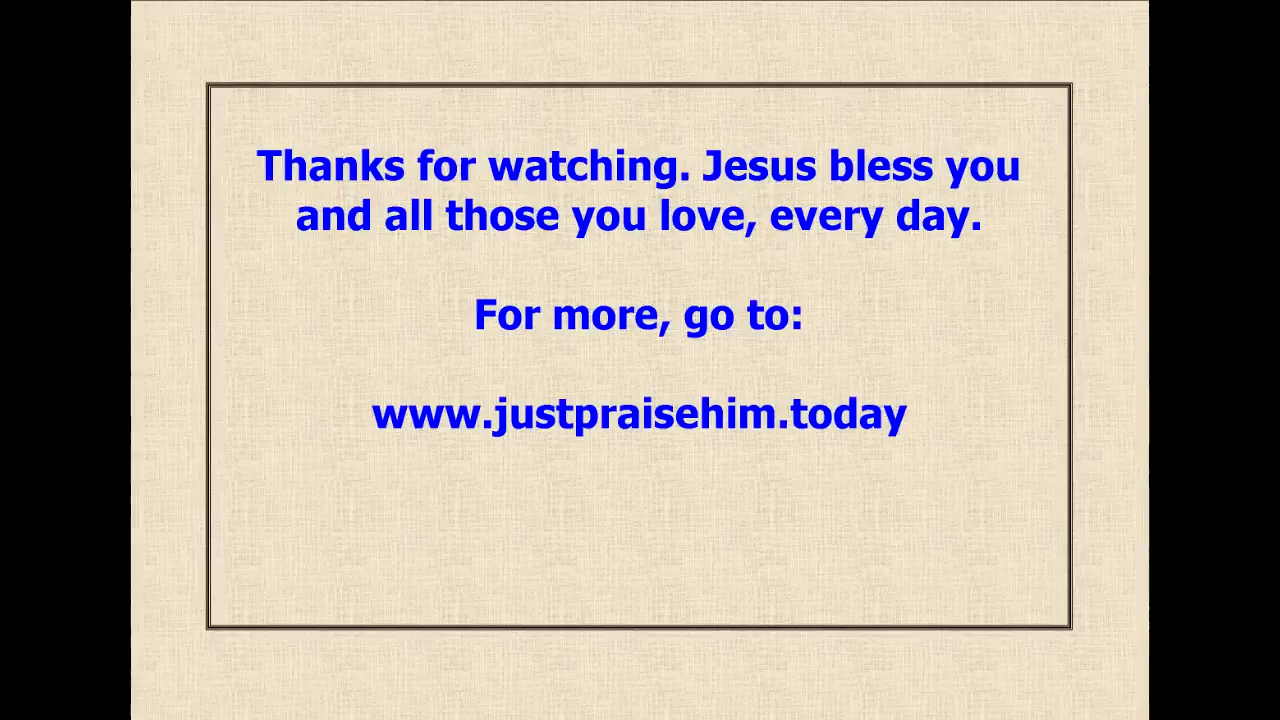 Thanks for watching. Jesus bless you
and all those you love, every day.
For more, go to:
www.justpraisehim.today